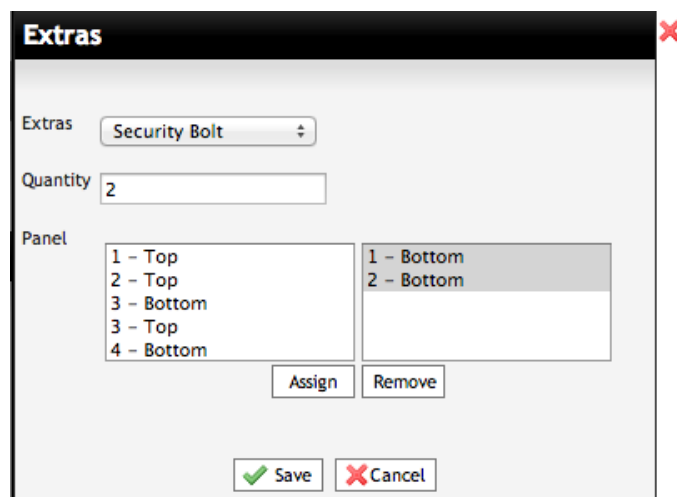 Extras
Extras Security Bolt
Quantity 2
Panel
1 – Top 1 – Bottom
2 – Top 2 – Bottom
3 – Bottom
3 – Top
4 – Bottom
Assign Remove
Save Cancel